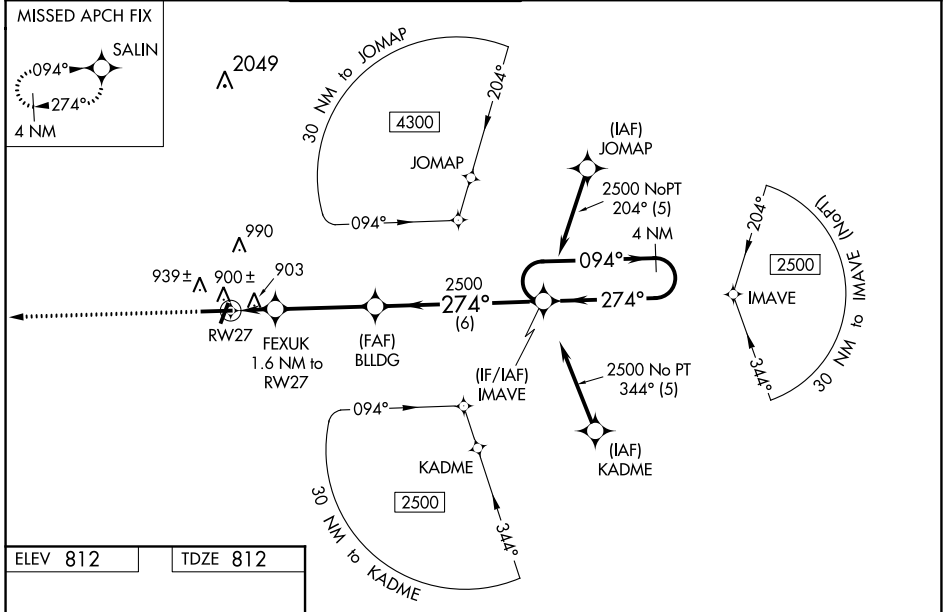 MISSED APCH FIX
SALIN
094°
274°
4 NM
2049
30 NM to JOMAP
204°
4300
JOMAP
094°
(IAF)
JOMAP
2500 NoPT
204° (5)
4 NM
094°
274°
204°
30 NM to IMAVE (NoPT)
2500
IMAVE
344°
990
939±
900±
903
2500
274°
(6)
RW27
FEXUK
1.6 NM to
RW27
(FAF)
BLLDG
(IF/IAF)
IMAVE
2500 No PT
344° (5)
(IAF)
KADME
094°
KADME
2500
344°
30 NM to KADME
ELEV 812
TDZE 812